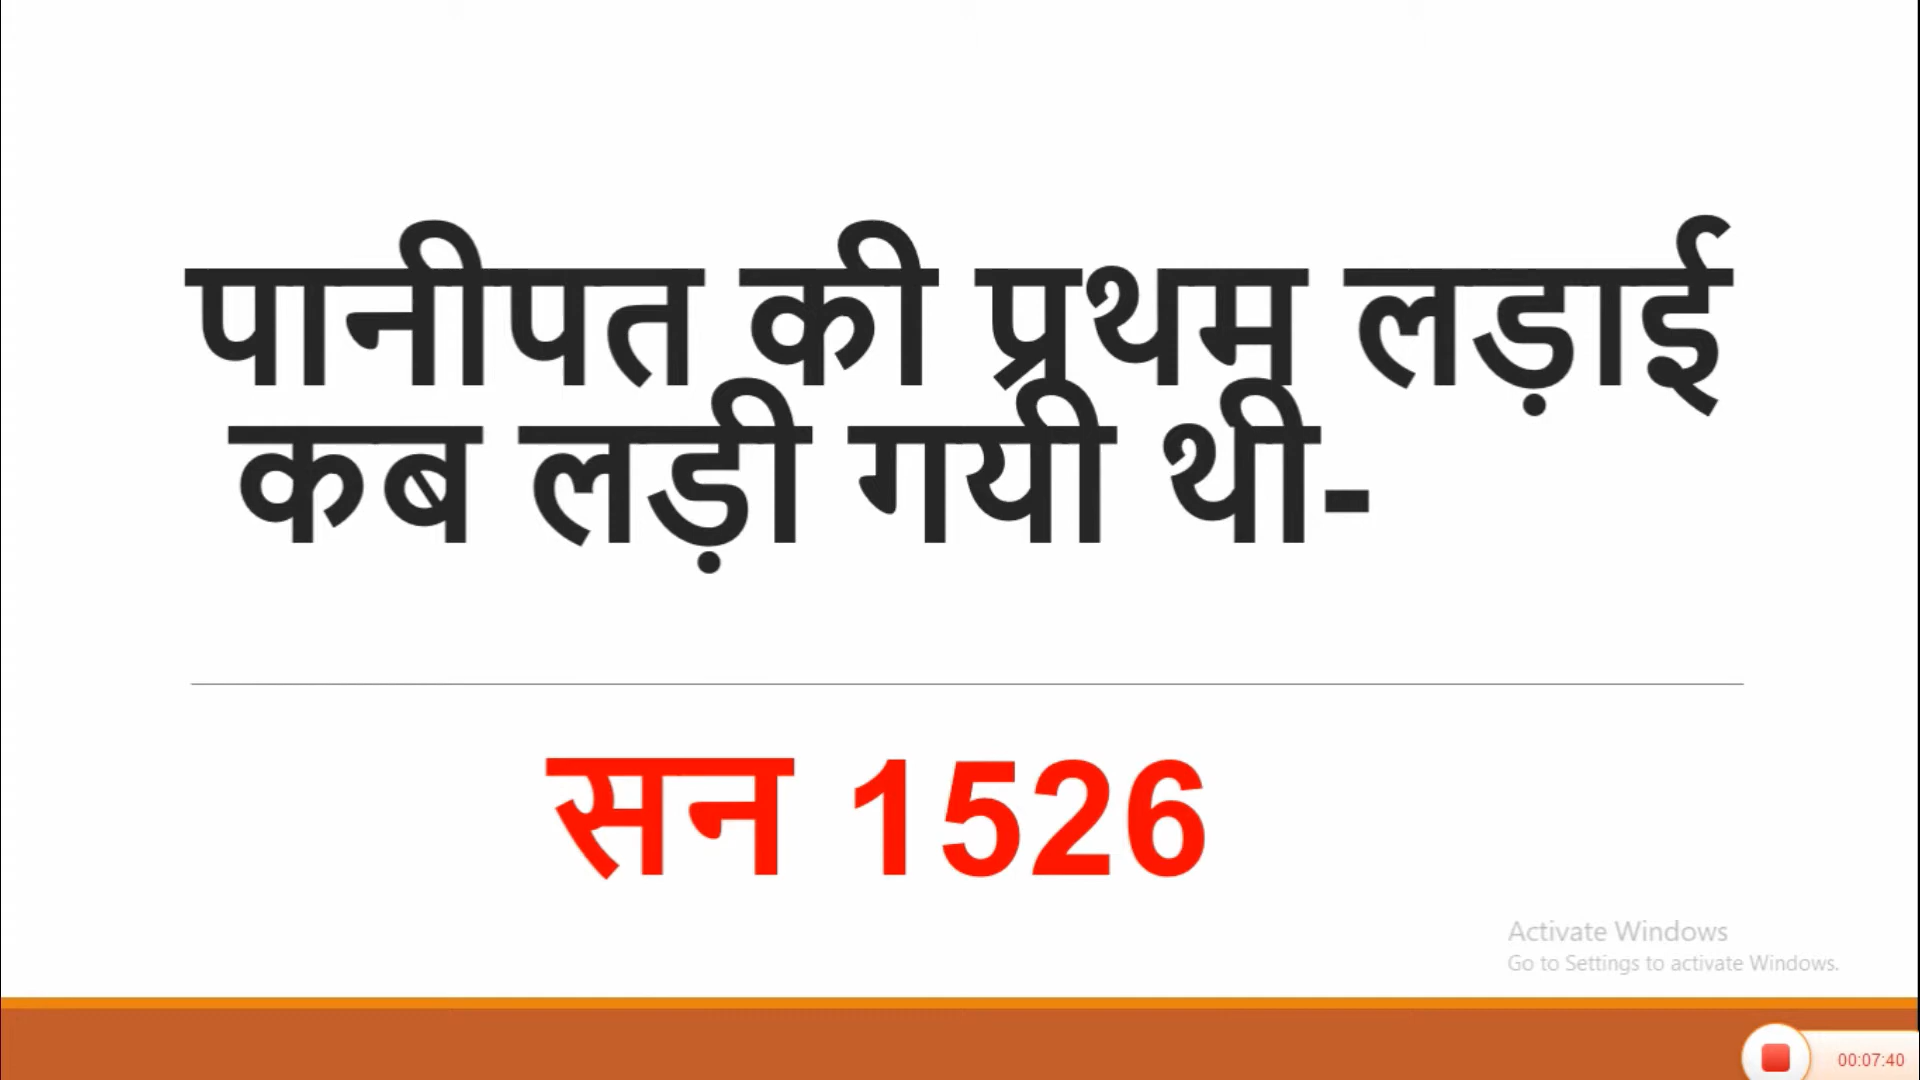 पानीपत की प्रथम लड़ाई
कब लड़ी गयी थी-
सन 1526
Activate Windows
Go to Settings to activate Windows.
00:07:40